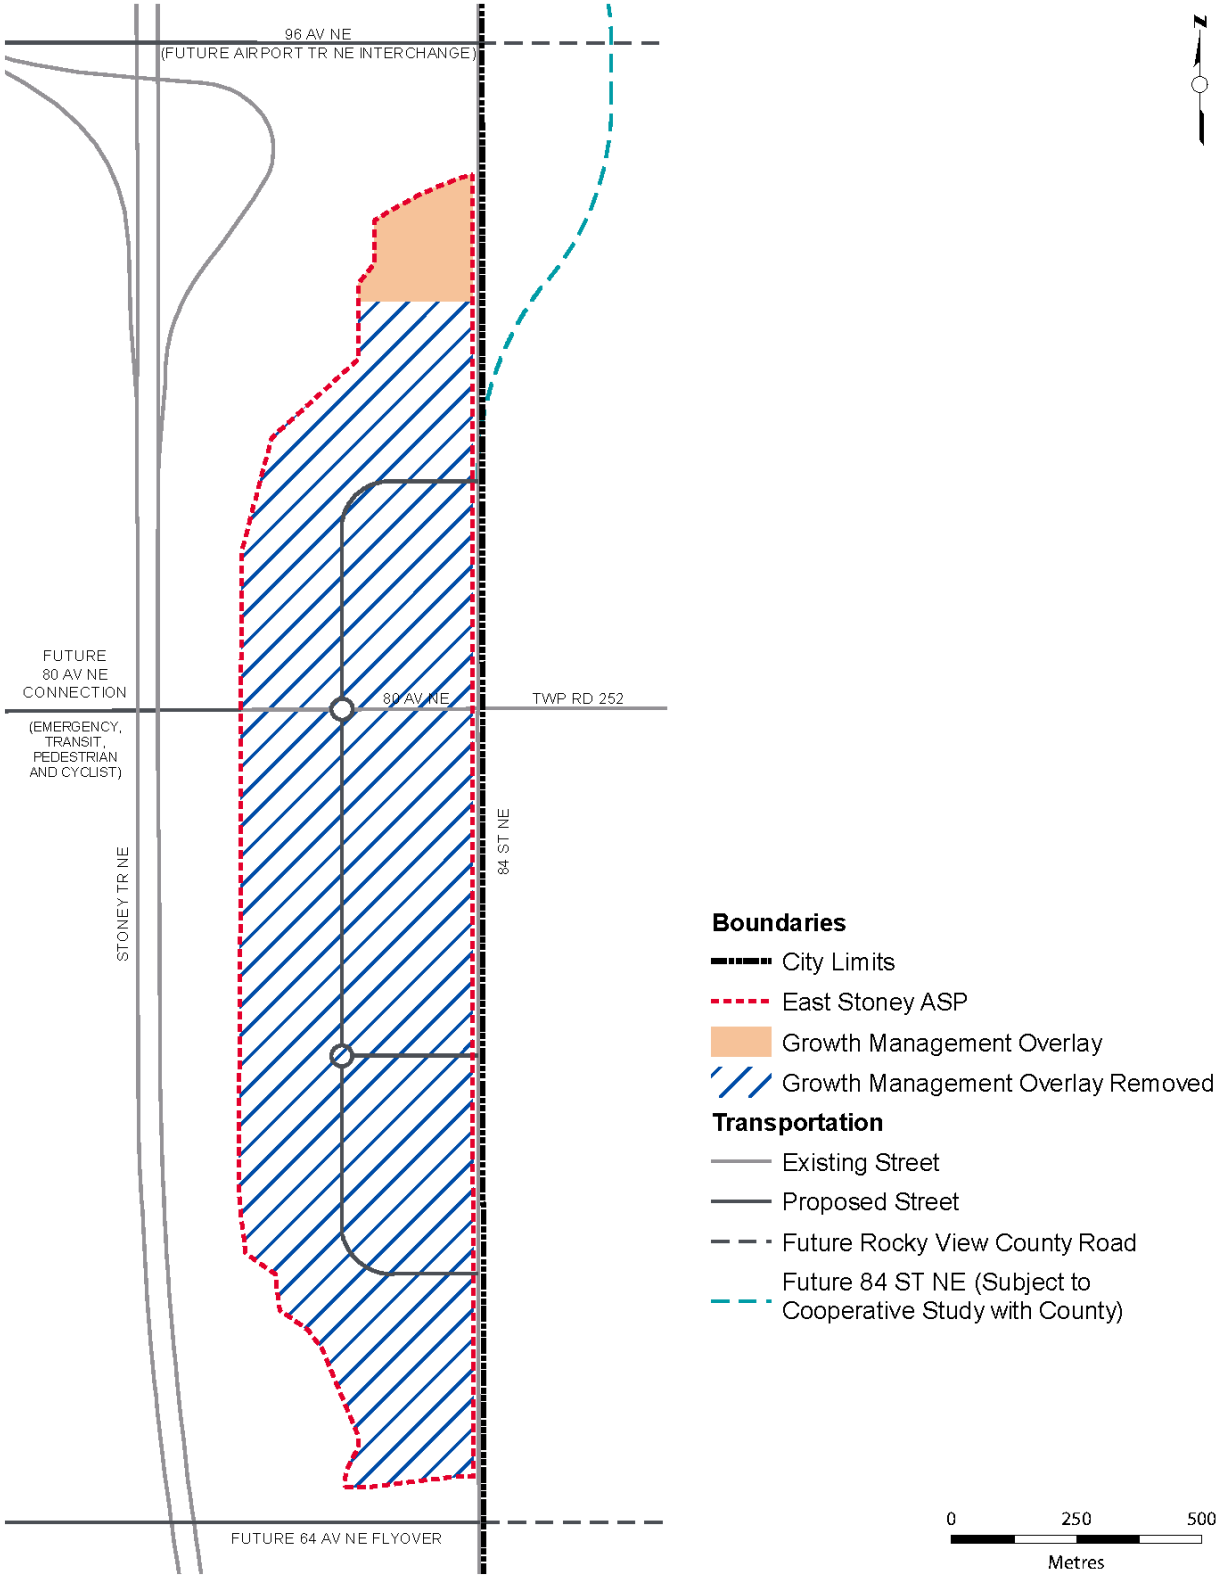 96 AV NE
(FUTURE AIRPORT TR NE INTERCHANGE)
N
FUTURE
80 AV NE
CONNECTION
(EMERGENCY,
TRANSIT,
PEDESTRIAN
AND CYCLIST)
80 AV NE
TWP RD 252
STONEY TR NE
84 ST NE
Boundaries
City Limits
East Stoney ASP
Growth Management Overlay
Growth Management Overlay Removed
Transportation
Existing Street
Proposed Street
Future Rocky View County Road
Future 84 ST NE (Subject to
Cooperative Study with County)
FUTURE 64 AV NE FLYOVER
0 250 500
Metres